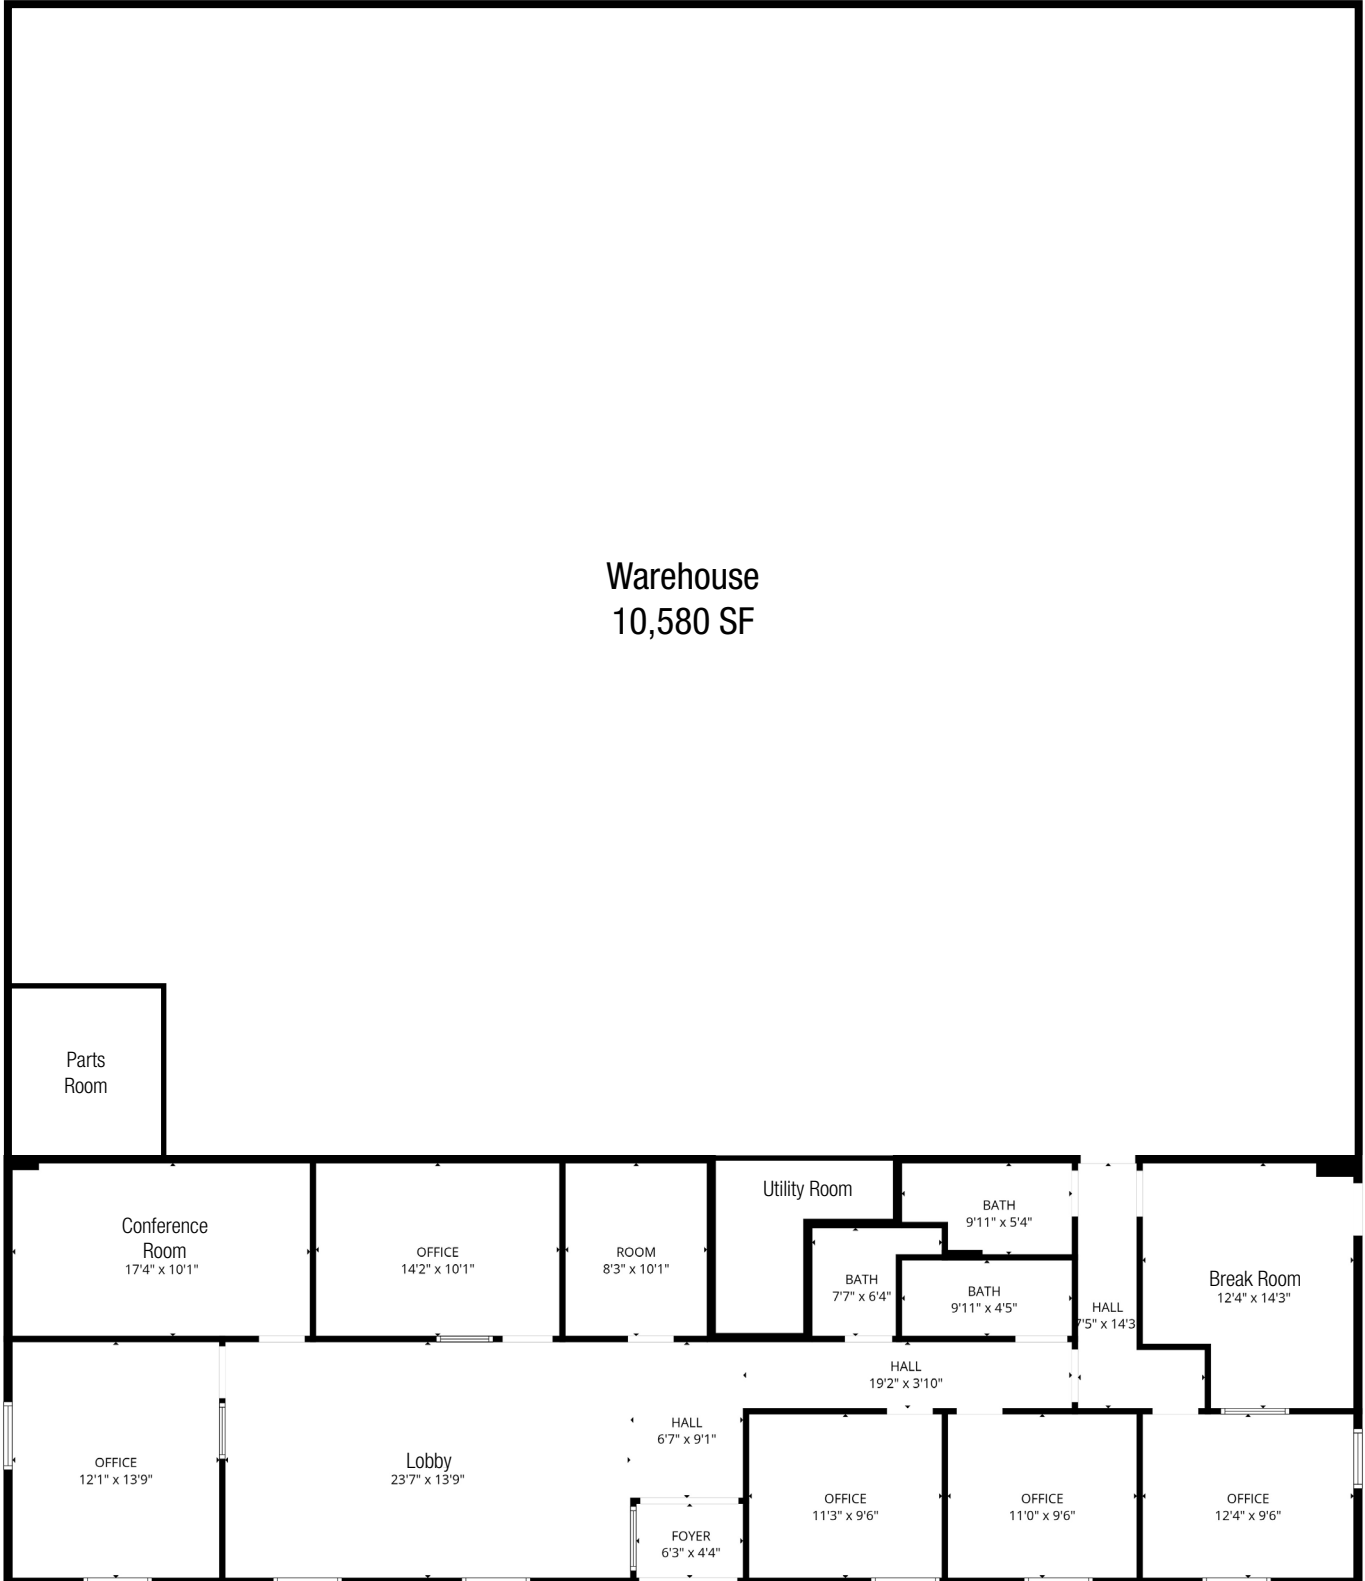 Warehouse
10,580 SF
Parts
Room
Conference
Room
17'4" x 10'1"
OFFICE
14'2" x 10'1"
ROOM
8'3" x 10'1"
Utility Room
BATH
9'11" x 5'4"
BATH
7'7" x 6'4"
BATH
9'11" x 4'5"
HALL
7'5" x 14'3
Break Room
12'4" x 14'3"
HALL
19'2" x 3'10"
HALL
6'7" x 9'1"
OFFICE
12'1" x 13'9"
Lobby
23'7" x 13'9"
FOYER
6'3" x 4'4"
OFFICE
11'3" x 9'6"
OFFICE
11'0" x 9'6"
OFFICE
12'4" x 9'6"